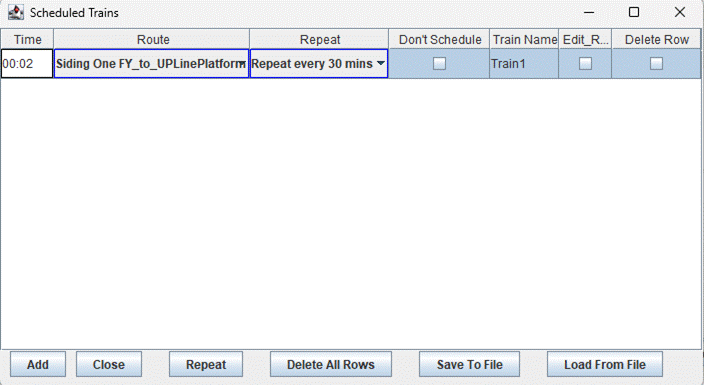 Scheduled Trains
Time Route Repeat Don't Schedule Train Name Edit_R... Delete Row
00:02 Siding One FY_to_UPLinePlatform Repeat every 30 mins Train1
Add Close Repeat Delete All Rows Save To File Load From File